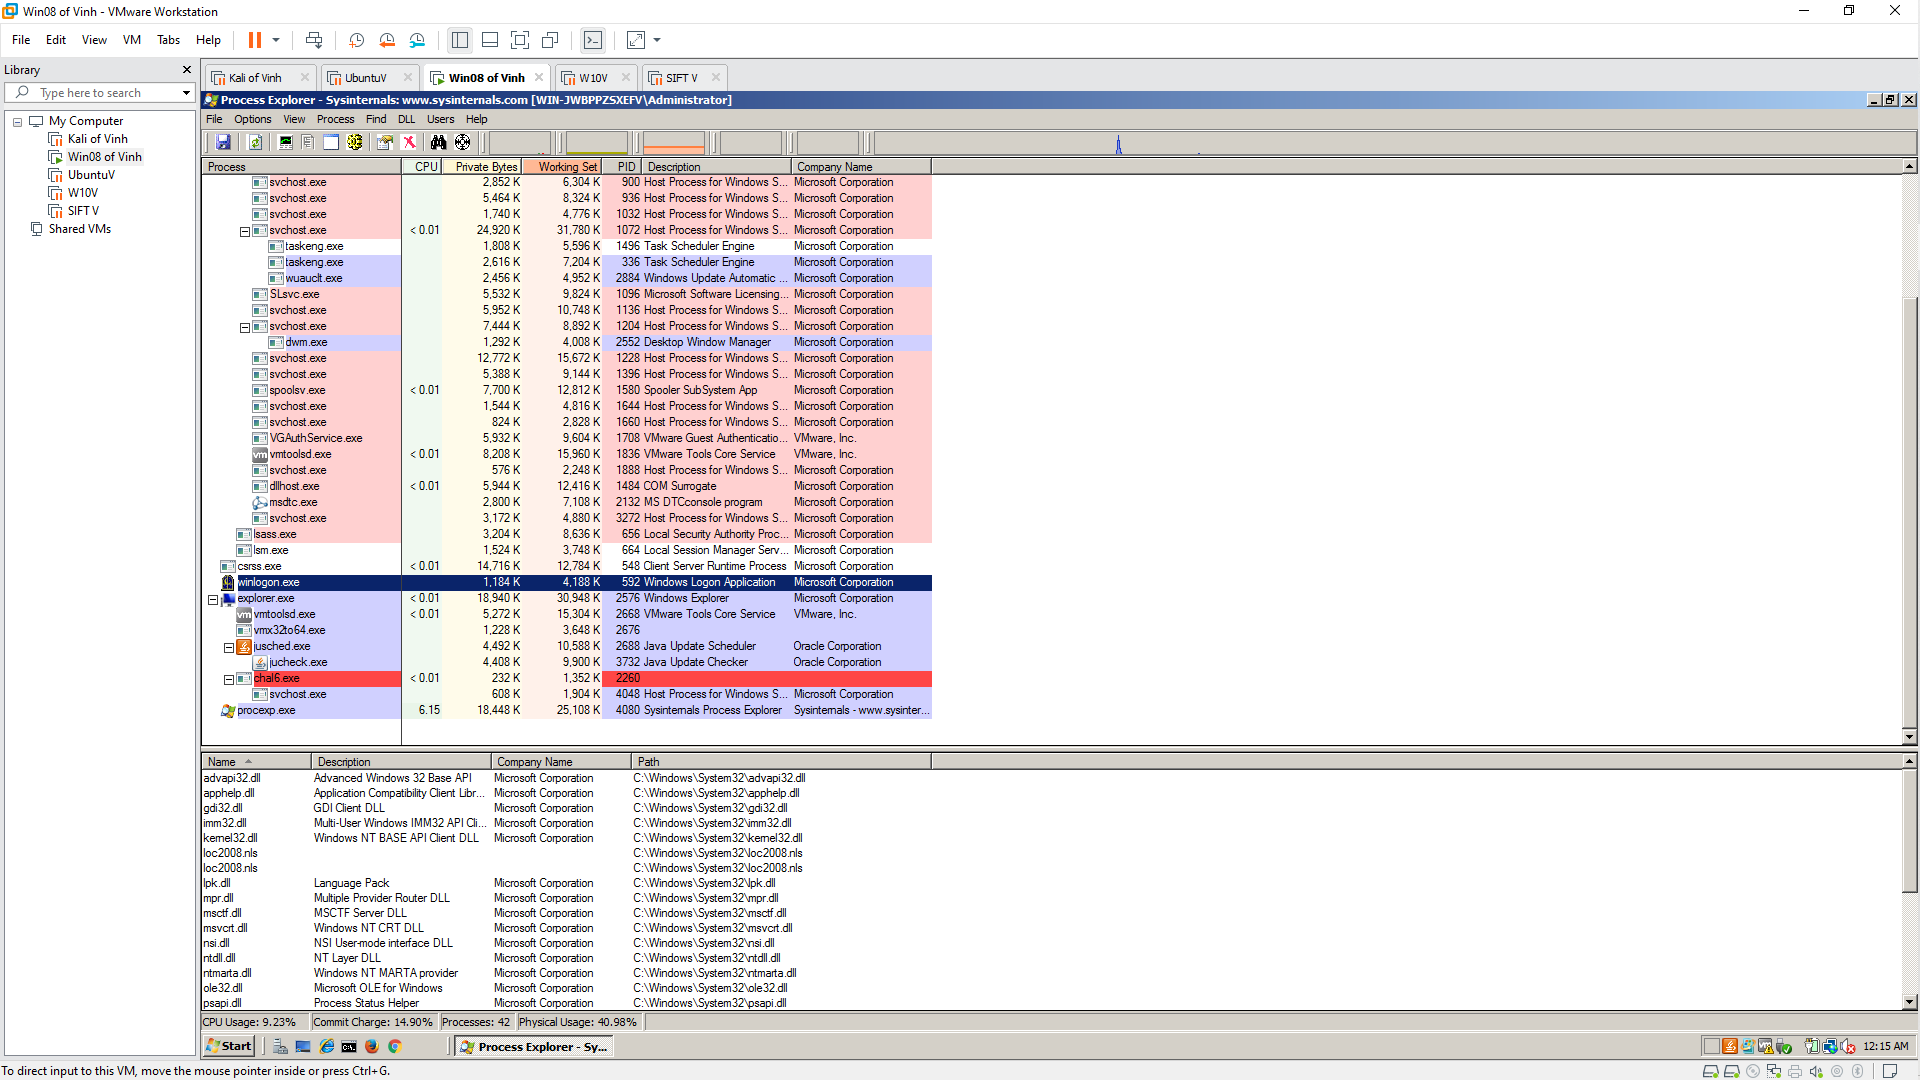 Win08 of Vinh - VMware Workstation
File Edit View VM Tabs Help
Library
Type here to search
My Computer
Kali of Vinh
Win08 of Vinh
UbuntuV
W10V
SIFT V
Shared VMs
Kali of Vinh UbuntuV Win08 of Vinh W10V SIFT V
Process Explorer - Sysinternals: www.sysinternals.com [WIN-JWBPPZSXEFV\Administrator]
File Options View Process Find DLL Users Help
Process CPU Private Bytes Working Set PID Description Company Name
svchost.exe 2,852 K 6,304 K 900 Host Process for Windows S... Microsoft Corporation
svchost.exe 5,464 K 8,324 K 936 Host Process for Windows S... Microsoft Corporation
svchost.exe 1,740 K 4,776 K 1032 Host Process for Windows S... Microsoft Corporation
svchost.exe < 0.01 24,920 K 31,780 K 1072 Host Process for Windows S... Microsoft Corporation
taskeng.exe 1,808 K 5,596 K 1496 Task Scheduler Engine Microsoft Corporation
taskeng.exe 2,616 K 7,204 K 336 Task Scheduler Engine Microsoft Corporation
wuauclt.exe 2,456 K 4,952 K 2884 Windows Update Automatic ... Microsoft Corporation
SLsvc.exe 5,532 K 9,824 K 1096 Microsoft Software Licensing... Microsoft Corporation
svchost.exe 5,952 K 10,748 K 1136 Host Process for Windows S... Microsoft Corporation
svchost.exe 7,444 K 8,892 K 1204 Host Process for Windows S... Microsoft Corporation
dwm.exe 1,292 K 4,008 K 2552 Desktop Window Manager Microsoft Corporation
svchost.exe 12,772 K 15,672 K 1228 Host Process for Windows S... Microsoft Corporation
svchost.exe 5,388 K 9,144 K 1396 Host Process for Windows S... Microsoft Corporation
spoolsv.exe < 0.01 7,700 K 12,812 K 1580 Spooler SubSystem App Microsoft Corporation
svchost.exe 1,544 K 4,816 K 1644 Host Process for Windows S... Microsoft Corporation
svchost.exe 824 K 2,828 K 1660 Host Process for Windows S... Microsoft Corporation
VGAuthService.exe 5,932 K 9,604 K 1708 VMware Guest Authenticatio... VMware, Inc.
vmtoolsd.exe < 0.01 8,208 K 15,960 K 1836 VMware Tools Core Service VMware, Inc.
svchost.exe 576 K 2,248 K 1888 Host Process for Windows S... Microsoft Corporation
dllhost.exe < 0.01 5,944 K 12,416 K 1484 COM Surrogate Microsoft Corporation
msdtc.exe 2,800 K 7,108 K 2132 MS DTCconsole program Microsoft Corporation
svchost.exe 3,172 K 4,880 K 3272 Host Process for Windows S... Microsoft Corporation
lsass.exe 3,204 K 8,636 K 656 Local Security Authority Proc... Microsoft Corporation
lsm.exe 1,524 K 3,748 K 664 Local Session Manager Serv... Microsoft Corporation
csrss.exe < 0.01 14,716 K 12,784 K 548 Client Server Runtime Process Microsoft Corporation
winlogon.exe 1,184 K 4,188 K 592 Windows Logon Application Microsoft Corporation
explorer.exe < 0.01 18,940 K 30,948 K 2576 Windows Explorer Microsoft Corporation
vmtoolsd.exe < 0.01 5,272 K 15,304 K 2668 VMware Tools Core Service VMware, Inc.
vmx32to64.exe 1,228 K 3,648 K 2676
jusched.exe 4,492 K 10,588 K 2688 Java Update Scheduler Oracle Corporation
jucheck.exe 4,408 K 9,900 K 3732 Java Update Checker Oracle Corporation
chal6.exe < 0.01 232 K 1,352 K 2260
svchost.exe 608 K 1,904 K 4048 Host Process for Windows S... Microsoft Corporation
procexp.exe 6.15 18,448 K 25,108 K 4080 Sysinternals Process Explorer Sysinternals - www.sysinter...
Name Description Company Name Path
advapi32.dll Advanced Windows 32 Base API Microsoft Corporation C:\Windows\System32\advapi32.dll
apphelp.dll Application Compatibility Client Libr... Microsoft Corporation C:\Windows\System32\apphelp.dll
gdi32.dll GDI Client DLL Microsoft Corporation C:\Windows\System32\gdi32.dll
imm32.dll Multi-User Windows IMM32 API Cli... Microsoft Corporation C:\Windows\System32\imm32.dll
kernel32.dll Windows NT BASE API Client DLL Microsoft Corporation C:\Windows\System32\kernel32.dll
loc2008.nls C:\Windows\System32\loc2008.nls
loc2008.nls C:\Windows\System32\loc2008.nls
lpk.dll Language Pack Microsoft Corporation C:\Windows\System32\lpk.dll
mpr.dll Multiple Provider Router DLL Microsoft Corporation C:\Windows\System32\mpr.dll
msctf.dll MSCTF Server DLL Microsoft Corporation C:\Windows\System32\msctf.dll
msvcrt.dll Windows NT CRT DLL Microsoft Corporation C:\Windows\System32\msvcrt.dll
nsi.dll NSI User-mode interface DLL Microsoft Corporation C:\Windows\System32\nsi.dll
ntdll.dll NT Layer DLL Microsoft Corporation C:\Windows\System32\ntdll.dll
ntmarta.dll Windows NT MARTA provider Microsoft Corporation C:\Windows\System32\ntmarta.dll
ole32.dll Microsoft OLE for Windows Microsoft Corporation C:\Windows\System32\ole32.dll
psapi.dll Process Status Helper Microsoft Corporation C:\Windows\System32\psapi.dll
CPU Usage: 9.23% Commit Charge: 14.90% Processes: 42 Physical Usage: 40.98%
Start Process Explorer - Sy... 12:15 AM
To direct input to this VM, move the mouse pointer inside or press Ctrl+G.